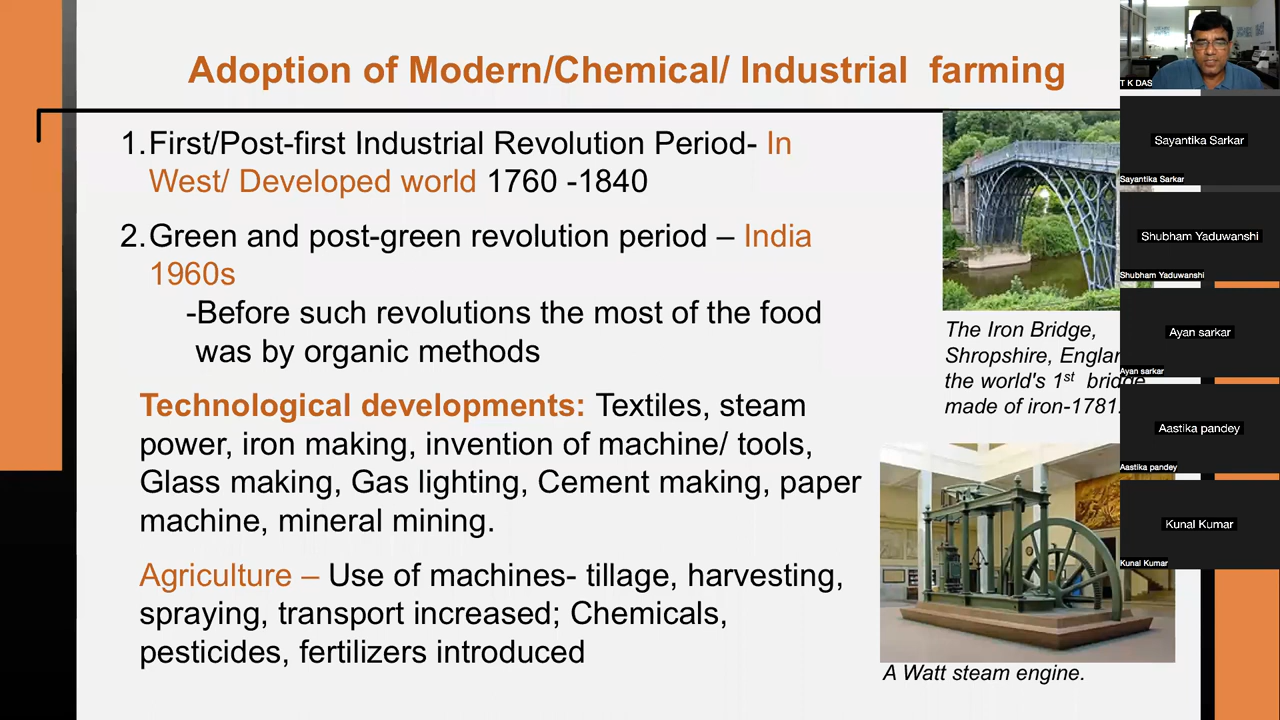 Adoption of Modern/Chemical/ Industrial farming
1.First/Post-first Industrial Revolution Period- In
West/ Developed world 1760 -1840
2.Green and post-green revolution period – India
1960s
-Before such revolutions the most of the food
was by organic methods
Technological developments: Textiles, steam
power, iron making, invention of machine/ tools,
Glass making, Gas lighting, Cement making, paper
machine, mineral mining.
Agriculture – Use of machines- tillage, harvesting,
spraying, transport increased; Chemicals,
pesticides, fertilizers introduced
The Iron Bridge,
Shropshire, Englan
the world's 1st bridge
made of iron-1781.
A Watt steam engine.
T K DAS
Sayantika Sarkar
Sayantika Sarkar
Shubham Yaduwanshi
Shubham Yaduwanshi
Ayan sarkar
Ayan sarkar
Aastika pandey
Aastika pandey
Kunal Kumar
Kunal Kumar